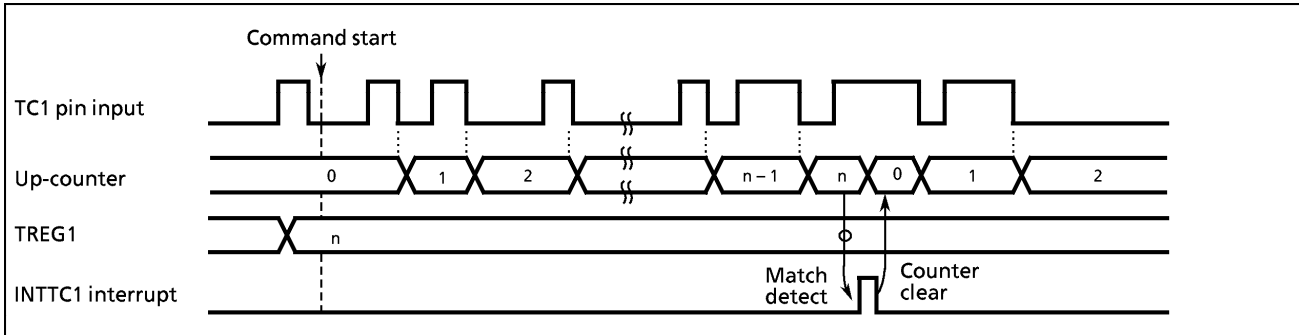 Command start
TC1 pin input
Up-counter
0
1
2
n – 1
n
0
1
2
TREG1
n
Match
detect
Counter
clear
INTTC1 interrupt